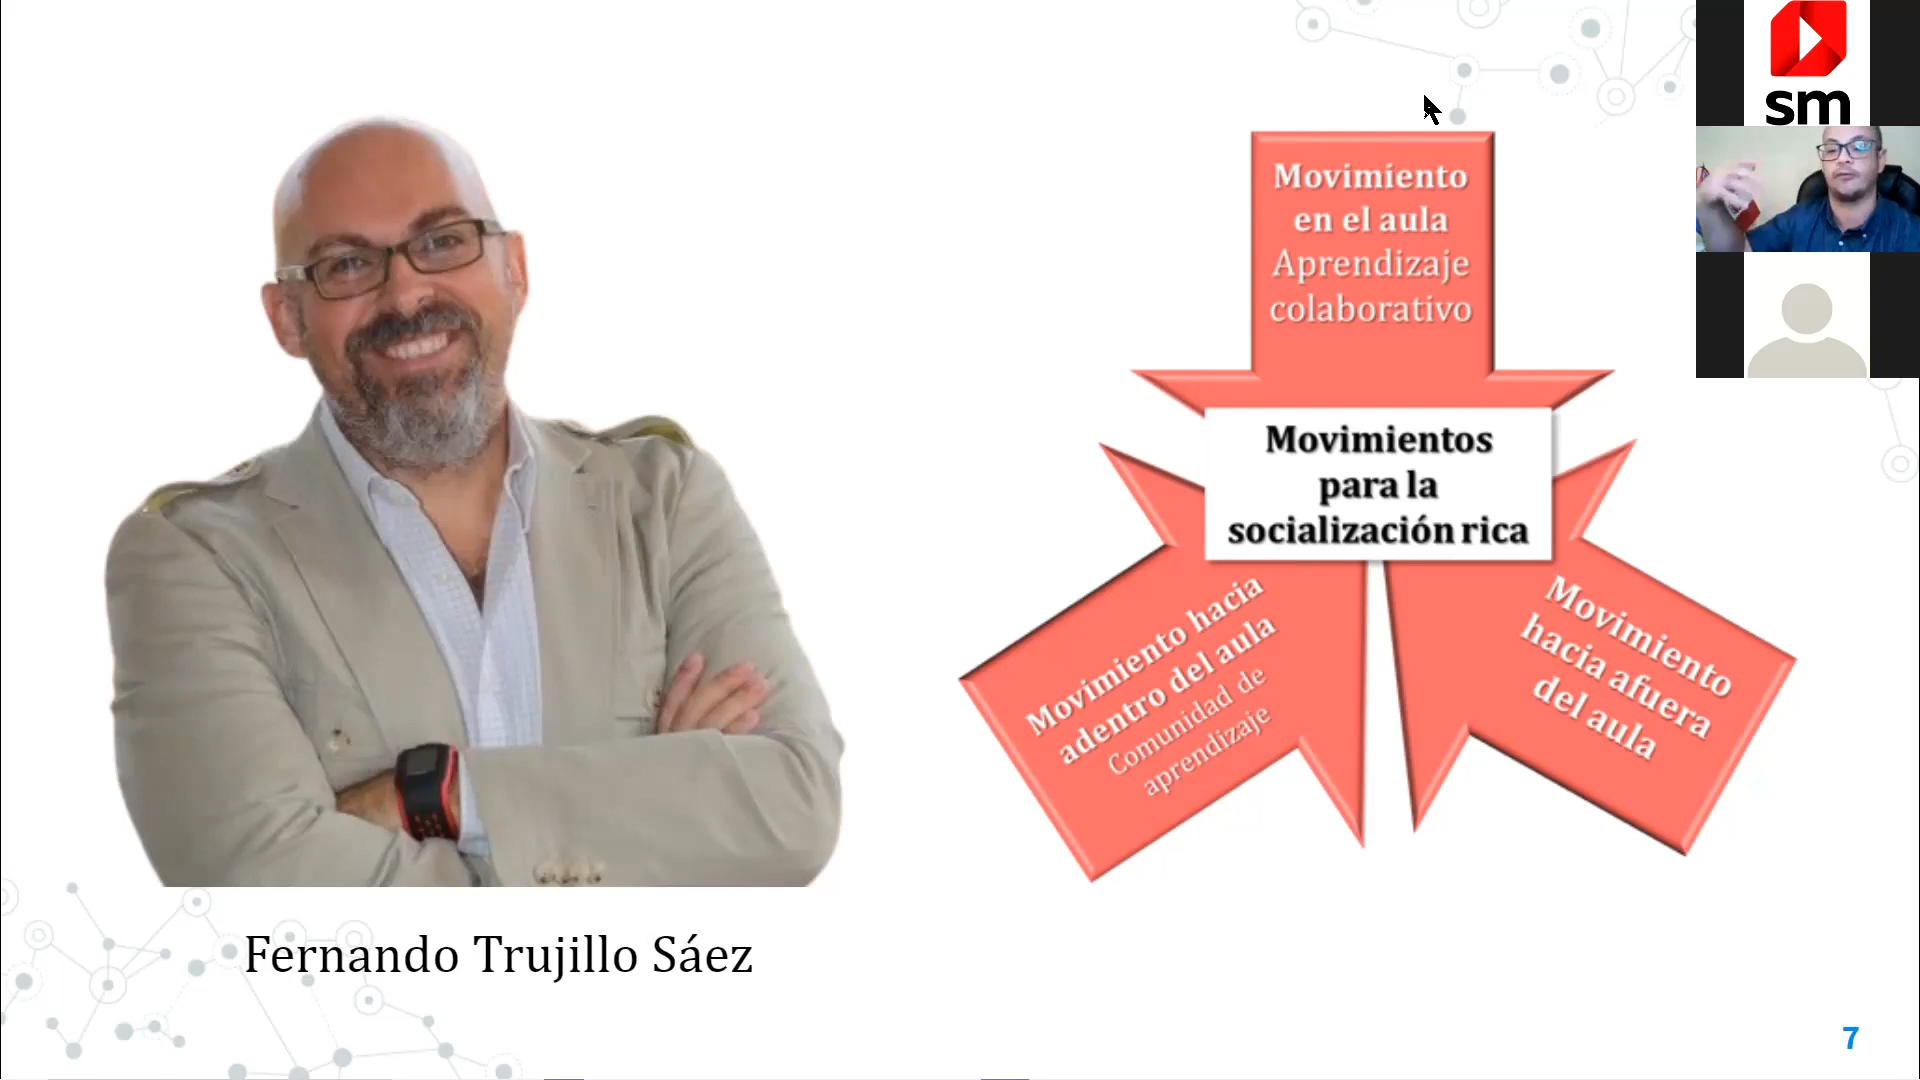 sm
Movimiento
en el aula
Aprendizaje
colaborativo
Movimientos
para la
socialización rica
Movimiento hacia
adentro del aula
Comunidad de
aprendizaje
Movimiento
hacia afuera
del aula
Fernando Trujillo Sáez
7